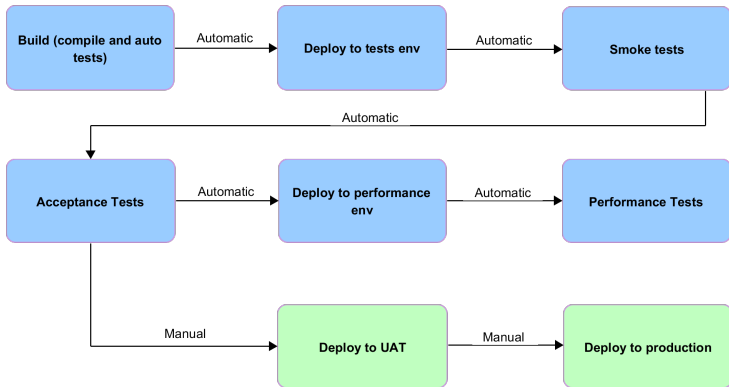 Build (compile and auto
tests)
Automatic
Deploy to tests env
Automatic
Smoke tests
Automatic
Acceptance Tests
Automatic
Deploy to performance
env
Automatic
Performance Tests
Manual
Deploy to UAT
Manual
Deploy to production